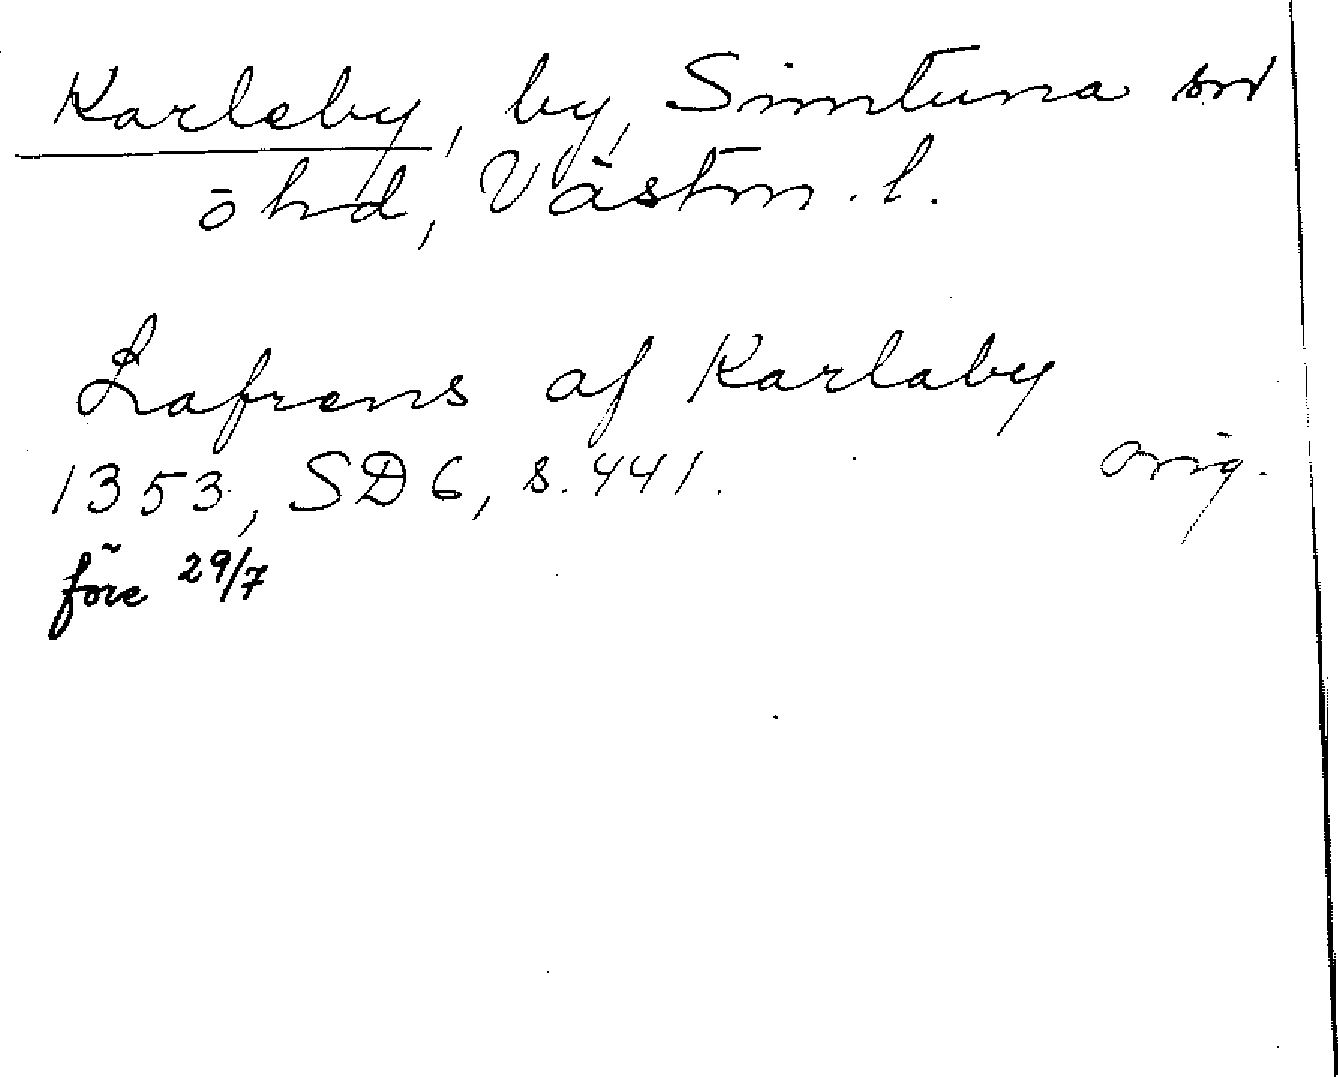 Karleby, by, Simtuna sn
ö hd, Västm. l.
Lafrens af Karlaby
1353, SD 6, s. 441. orig.
före 29/7